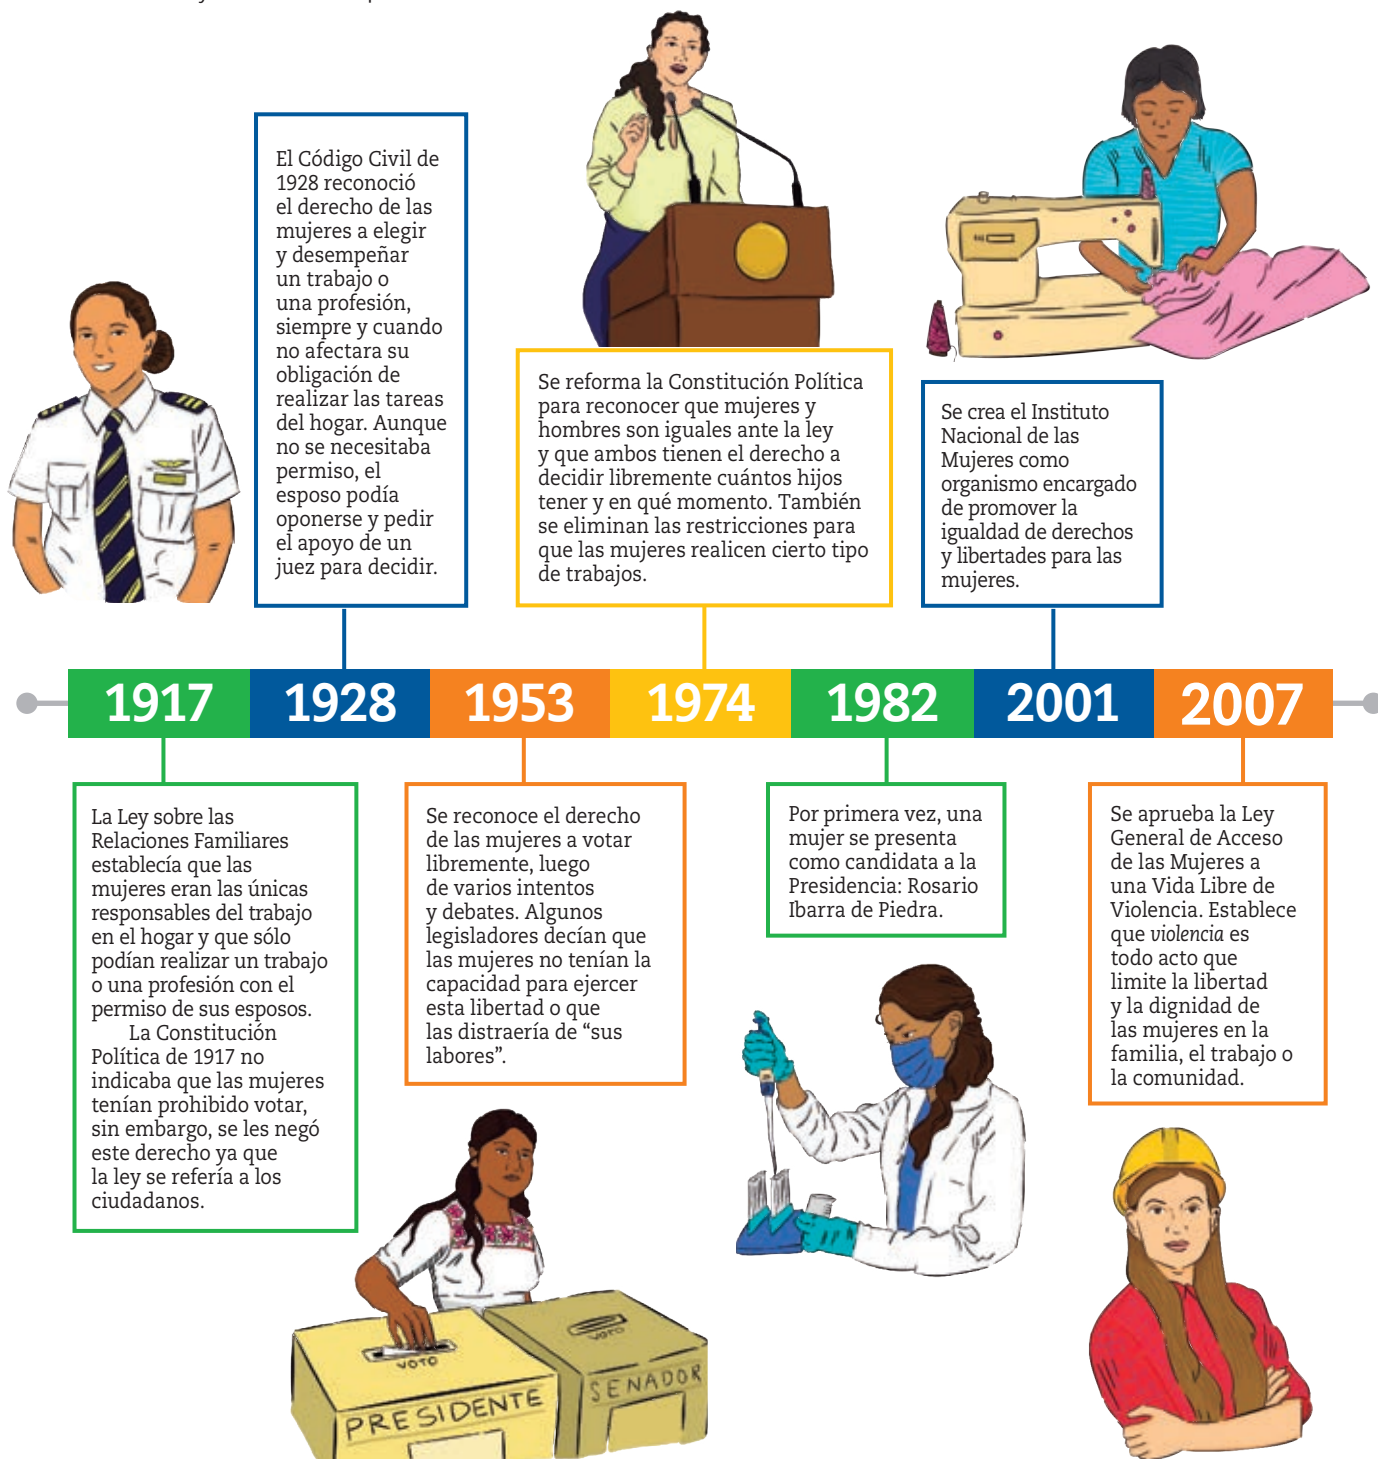 El Código Civil de
1928 reconoció
el derecho de las
mujeres a elegir
y desempeñar
un trabajo o
una profesión,
siempre y cuando
no afectara su
obligación de
realizar las tareas
del hogar. Aunque
no se necesitaba
permiso, el
esposo podía
oponerse y pedir
el apoyo de un
juez para decidir.
Se reforma la Constitución Política
para reconocer que mujeres y
hombres son iguales ante la ley
y que ambos tienen el derecho a
decidir libremente cuántos hijos
tener y en qué momento. También
se eliminan las restricciones para
que las mujeres realicen cierto tipo
de trabajos.
Se crea el Instituto
Nacional de las
Mujeres como
organismo encargado
de promover la
igualdad de derechos
y libertades para las
mujeres.
1917 1928 1953 1974 1982 2001 2007
La Ley sobre las
Relaciones Familiares
establecía que las
mujeres eran las únicas
responsables del trabajo
en el hogar y que sólo
podían realizar un trabajo
o una profesión con el
permiso de sus esposos.
La Constitución
Política de 1917 no
indicaba que las mujeres
tenían prohibido votar,
sin embargo, se les negó
este derecho ya que
la ley se refería a los
ciudadanos.
Se reconoce el derecho
de las mujeres a votar
libremente, luego
de varios intentos
y debates. Algunos
legisladores decían que
las mujeres no tenían la
capacidad para ejercer
esta libertad o que
las distraería de “sus
labores”.
Por primera vez, una
mujer se presenta
como candidata a la
Presidencia: Rosario
Ibarra de Piedra.
Se aprueba la Ley
General de Acceso
de las Mujeres a
una Vida Libre de
Violencia. Establece
que violencia es
todo acto que
limite la libertad
y la dignidad de
las mujeres en la
familia, el trabajo o
la comunidad.
VOTO
PRESIDENTE
VOTO
SENADOR